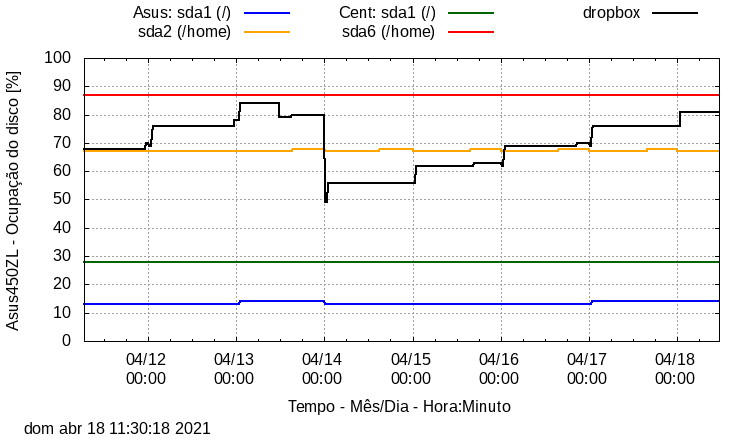 Asus: sda1 (/) Cent: sda1 (/) dropbox
sda2 (/home) sda6 (/home)
Asus450ZL - Ocupação do disco [%]
100
90
80
70
60
50
40
30
20
10
0
04/12 04/13 04/14 04/15 04/16 04/17 04/18
00:00 00:00 00:00 00:00 00:00 00:00 00:00
Tempo - Mês/Dia - Hora:Minuto
dom abr 18 11:30:18 2021